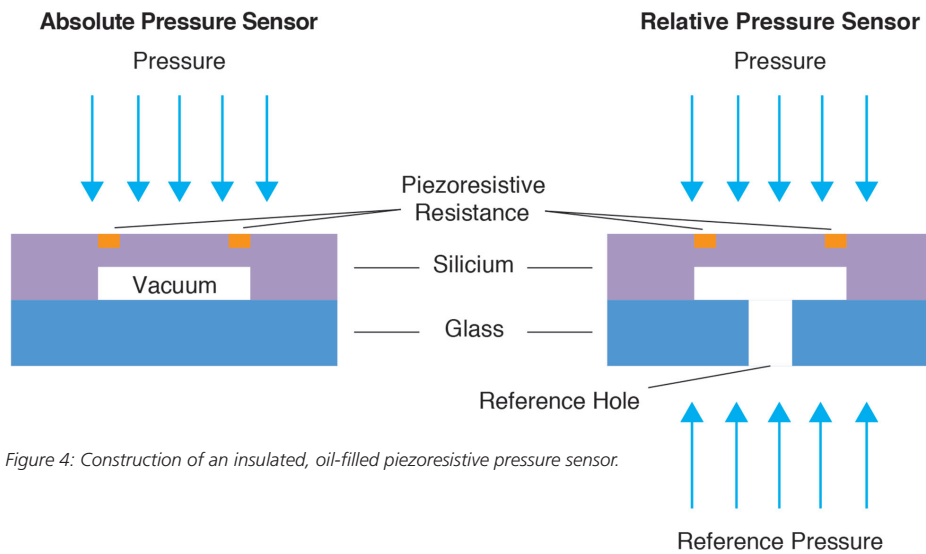 Absolute Pressure Sensor
Pressure
Relative Pressure Sensor
Pressure
Piezoresistive
Resistance
Vacuum
Silicium
Glass
Reference Hole
Figure 4: Construction of an insulated, oil-filled piezoresistive pressure sensor.
Reference Pressure